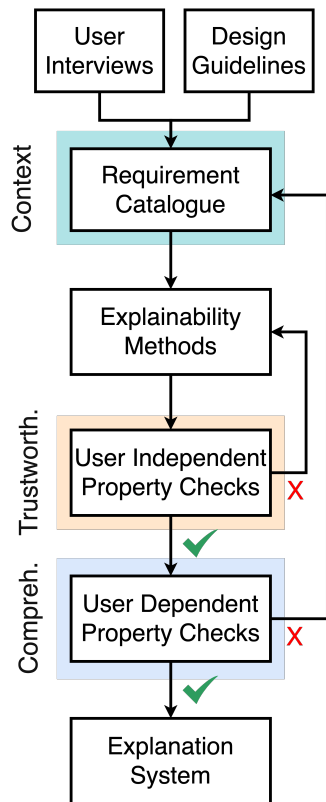 User
Interviews
Design
Guidelines
Context
Requirement
Catalogue
Explainability
Methods
Trustworth.
User Independent
Property Checks
X
Compreh.
User Dependent
Property Checks
X
Explanation
System